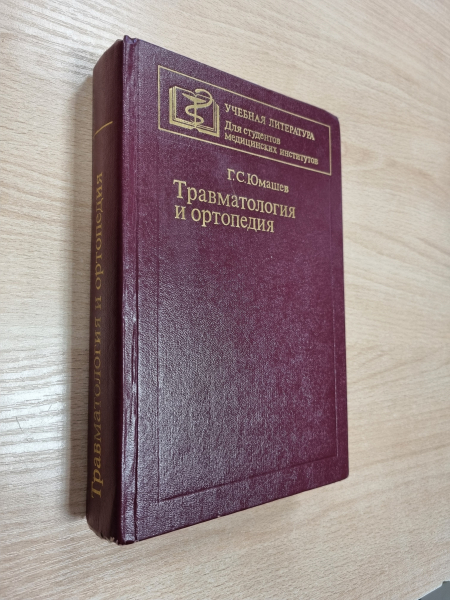 УЧЕБНАЯ ЛИТЕРАТУРА
Для студентов
медицинских институтов
Г.С.Юмашев
Травматология
и ортопедия
Травматология и ортопедия